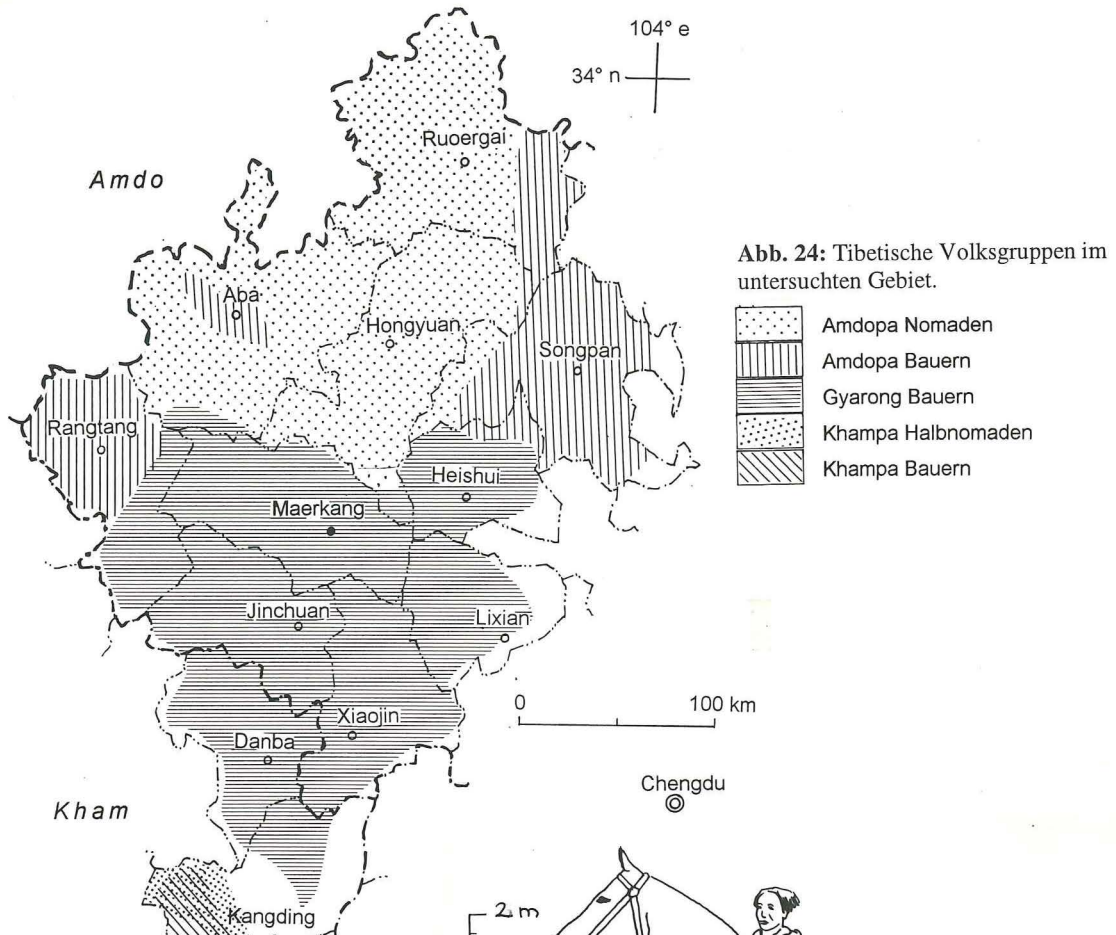 104° e
34° n
Ruoergai
Amdo
Abb. 24: Tibetische Volksgruppen im
untersuchten Gebiet.
Aba
Amdopa Nomaden
Hongyuan
Songpan
Amdopa Bauern
Gyarong Bauern
Rangtang
Khampa Halbnomaden
Khampa Bauern
Heishui
Maerkang
Jinchuan
Lixian
0 100 km
Xiaojin
Danba
Chengdu
Kham
2 m
Kangding